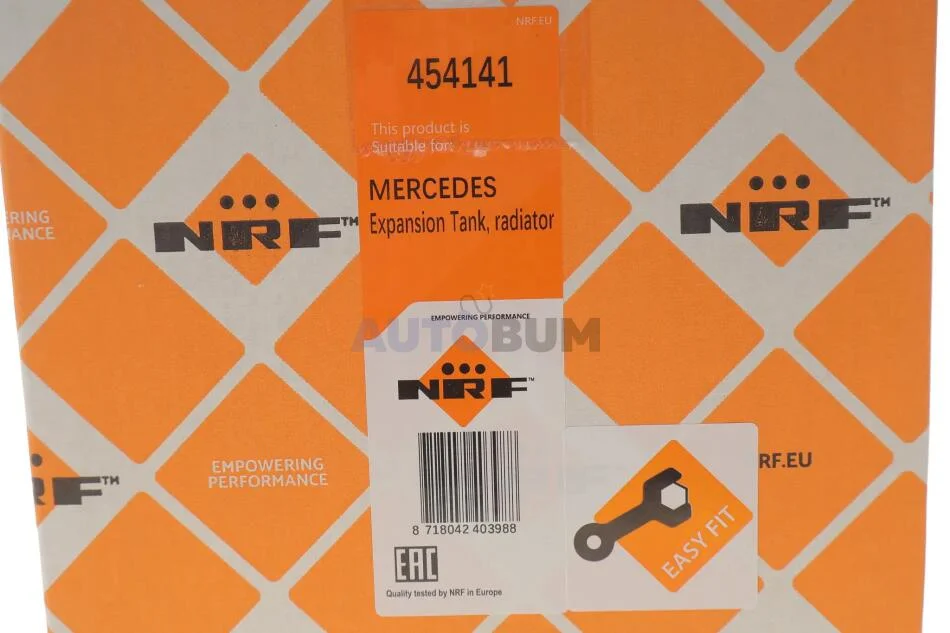 NRF.EU
454141
This product is
Suitable for:
MERCEDES
Expansion Tank, radiator
NRF™
NRF™
ERING
MANCE
EMPOWERING PERFORMANCE
AUTOBUM
NRF™
8 718042 403988
EAC
Quality tested by NRF in Europe
EASY FIT
RF.EU
EMPOWERING
PERFORMANCE
RF™